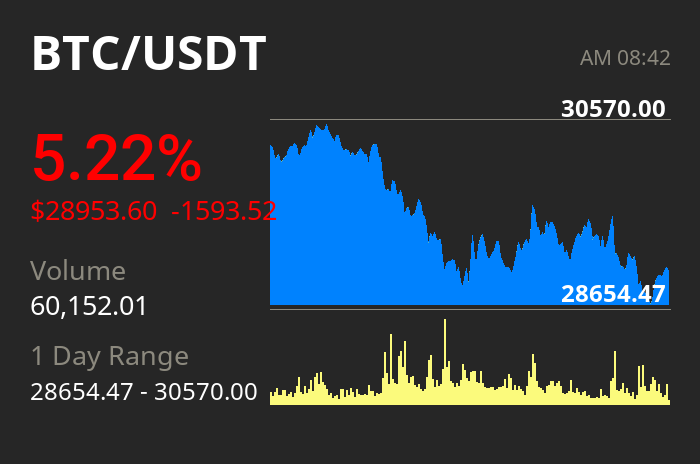 BTC/USDT
AM 08:42
30570.00
5.22%
$28953.60 -1593.52
Volume
60,152.01
28654.47
1 Day Range
28654.47 - 30570.00